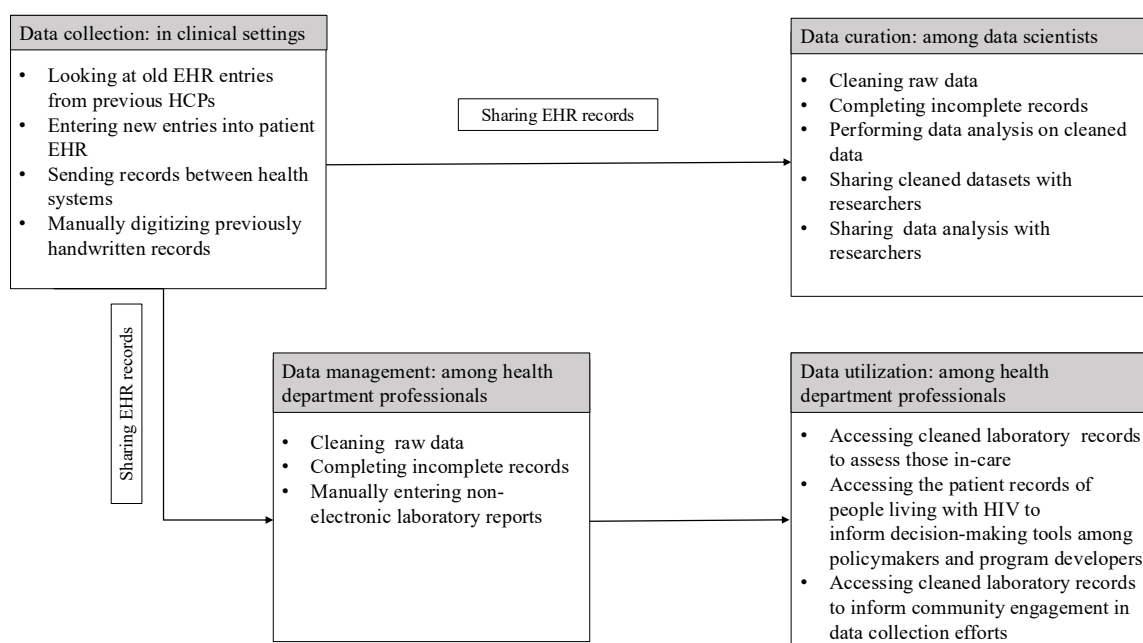 Data collection: in clinical settings
• Looking at old EHR entries
from previous HCPs
• Entering new entries into patient
EHR
• Sending records between health
systems
• Manually digitizing previously
handwritten records
Sharing EHR records
Data curation: among data scientists
• Cleaning raw data
• Completing incomplete records
• Performing data analysis on cleaned
data
• Sharing cleaned datasets with
researchers
• Sharing data analysis with
researchers
Sharing EHR records
Data management: among health
department professionals
• Cleaning raw data
• Completing incomplete records
• Manually entering non-
electronic laboratory reports
Data utilization: among health
department professionals
• Accessing cleaned laboratory records
to assess those in-care
• Accessing the patient records of
people living with HIV to
inform decision-making tools among
policymakers and program developers
• Accessing cleaned laboratory records
to inform community engagement in
data collection efforts